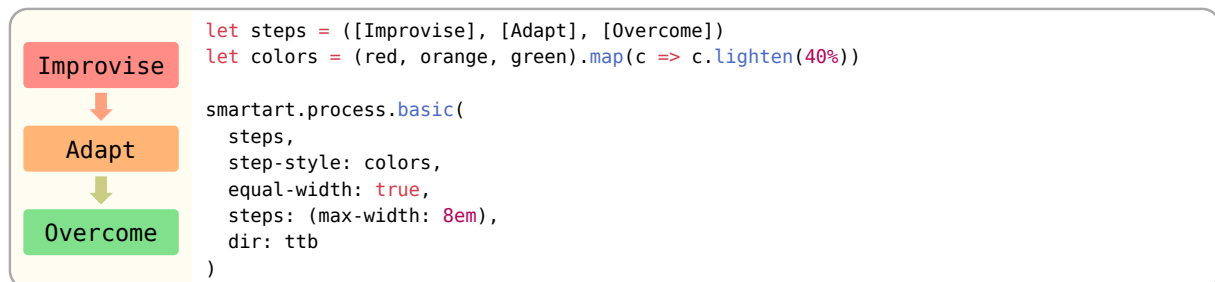 Improvise
Adapt
Overcome
let steps = ([Improvise], [Adapt], [Overcome])
let colors = (red, orange, green).map(c => c.lighten(40%))

smartart.process.basic(
  steps,
  step-style: colors,
  equal-width: true,
  steps: (max-width: 8em),
  dir: ttb
)